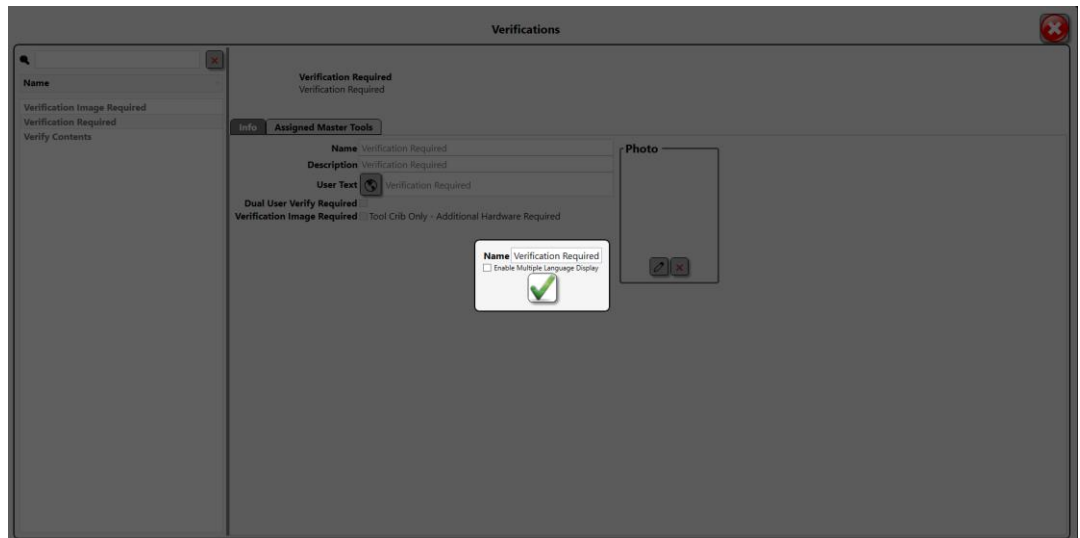 Verifications
Name
Verification Image Required
Verification Required
Verify Contents
Verification Required
Verification Required
Info Assigned Master Tools
Name Verification Required
Description Verification Required
User Text Verification Required
Dual User Verify Required
Verification Image Required Tool Crib Only - Additional Hardware Required
Photo
Name Verification Required
Enable Multiple Language Display